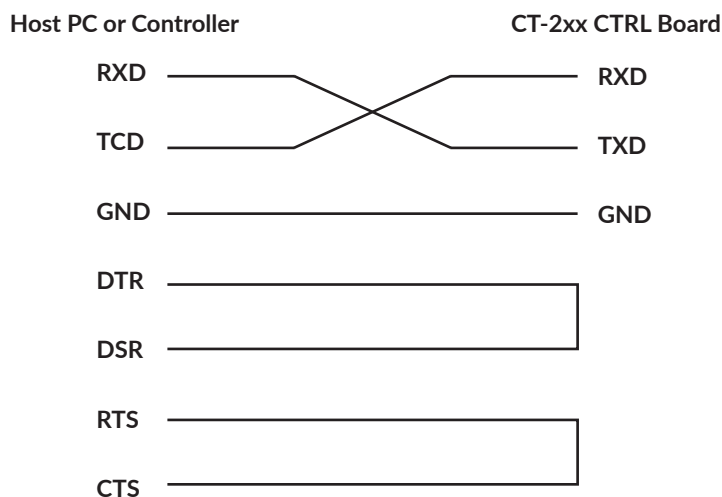 Host PC or Controller CT-2xx CTRL Board
RXD RXD
TCD TXD
GND GND
DTR
DSR
RTS
CTS